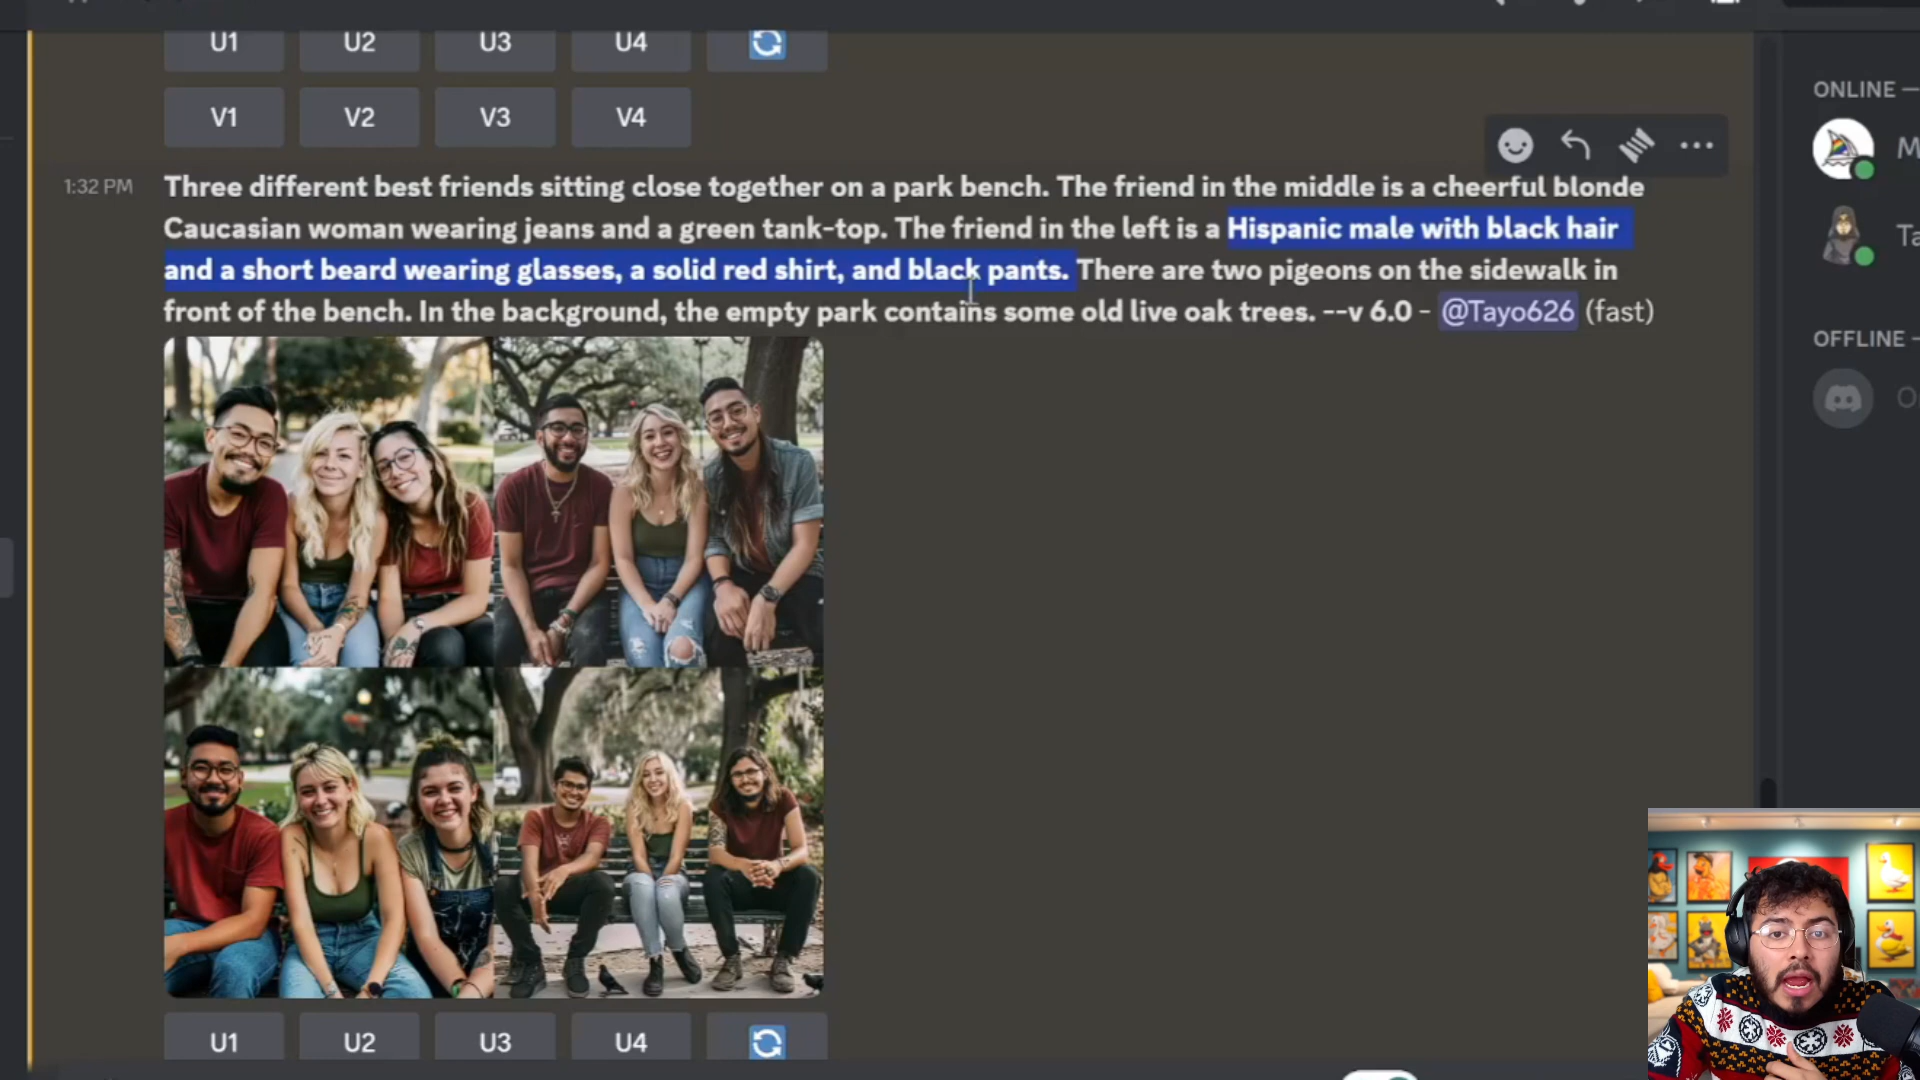 U1 U2 U3 U4
V1 V2 V3 V4
ONLINE —
M
1:32 PM Three different best friends sitting close together on a park bench. The friend in the middle is a cheerful blonde
Caucasian woman wearing jeans and a green tank-top. The friend in the left is a Hispanic male with black hair
Ta
and a short beard wearing glasses, a solid red shirt, and black pants. There are two pigeons on the sidewalk in
front of the bench. In the background, the empty park contains some old live oak trees. --v 6.0 - @Tayo626 (fast)
OFFLINE -
O
U1 U2 U3 U4